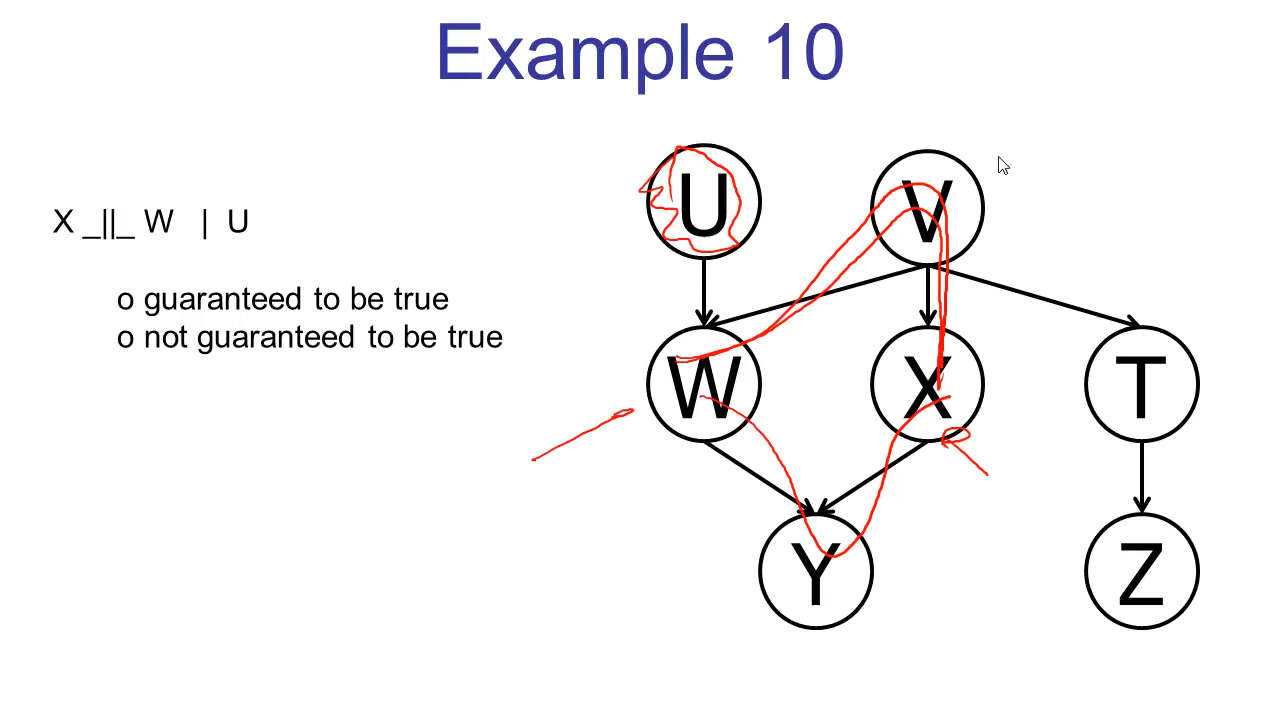 Example 10
X _||_ W | U
o guaranteed to be true
o not guaranteed to be true
U V
W X T
Y Z